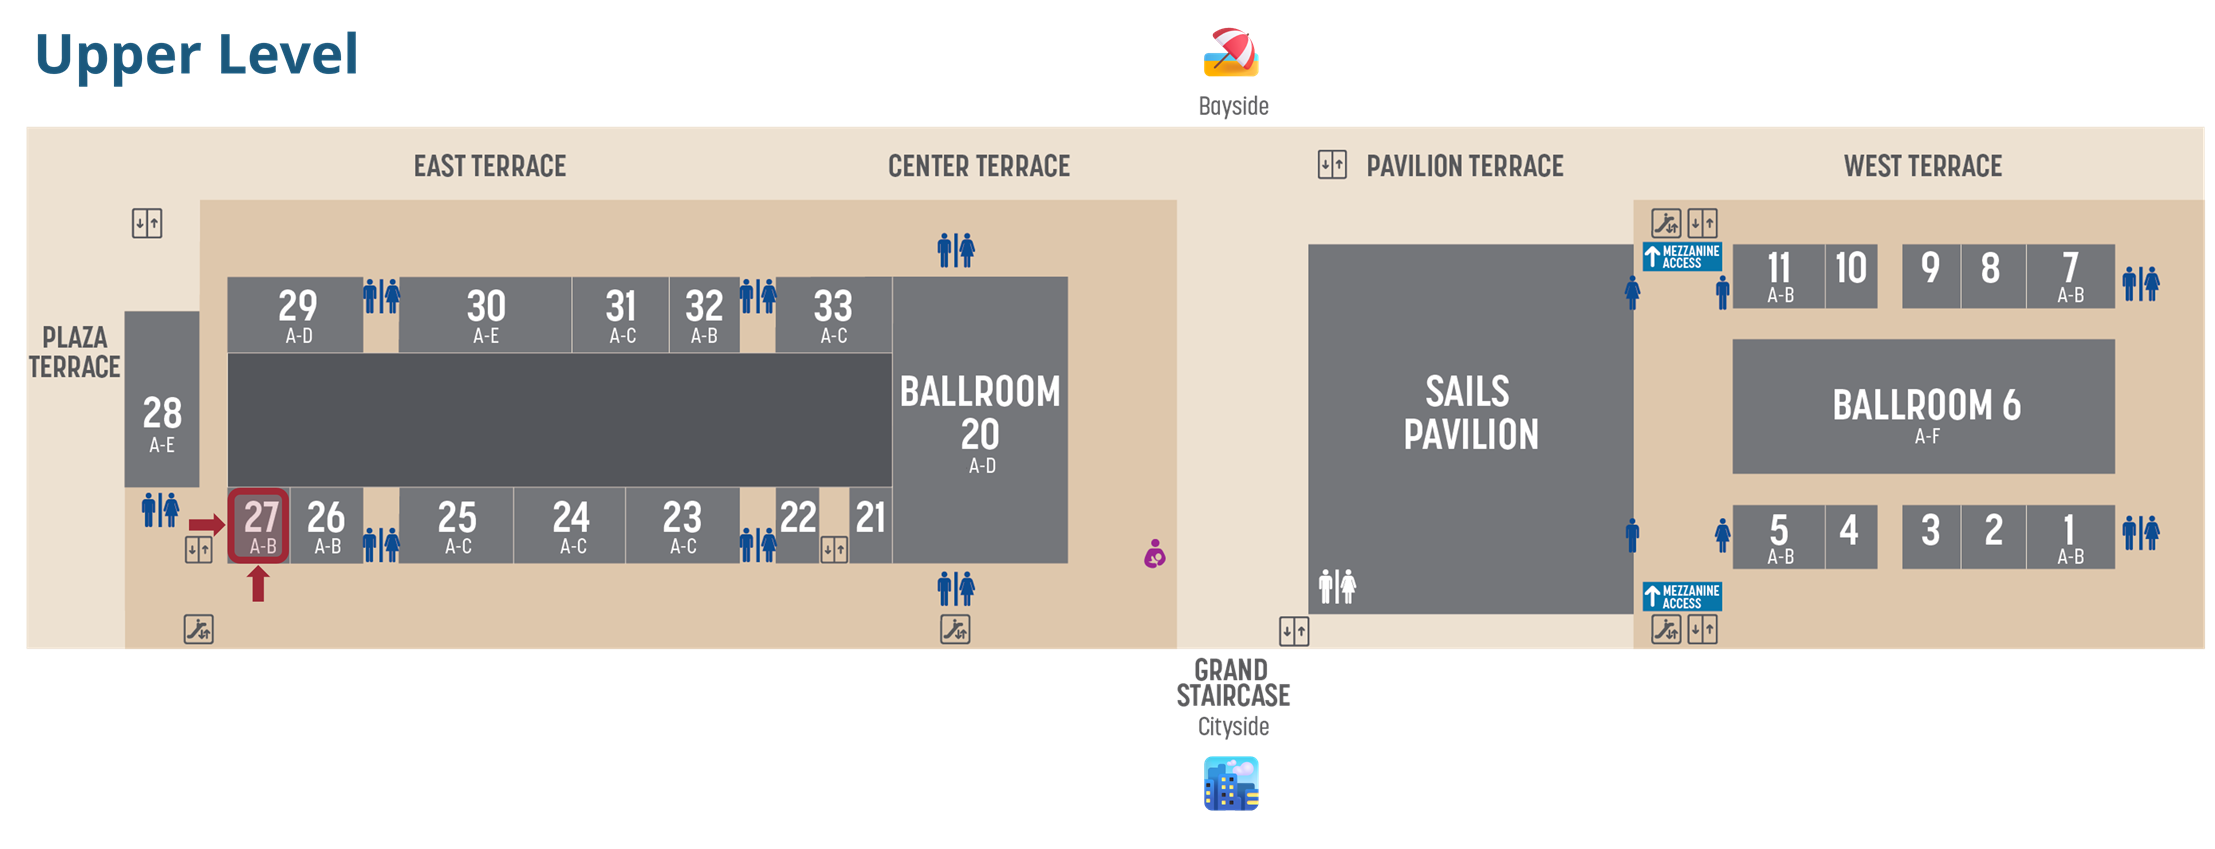 Upper Level
Bayside
EAST TERRACE
CENTER TERRACE
PAVILION TERRACE
WEST TERRACE
PLAZA
TERRACE
28
A-E
29
A-D
30
A-E
31
A-C
32
A-B
33
A-C
BALLROOM
20
A-D
27
A-B
26
A-B
25
A-C
24
A-C
23
A-C
22
21
SAILS
PAVILION
MEZZANINE
ACCESS
11
A-B
10
9
8
7
A-B
BALLROOM 6
A-F
5
A-B
4
3
2
1
A-B
MEZZANINE
ACCESS
GRAND
STAIRCASE
Cityside